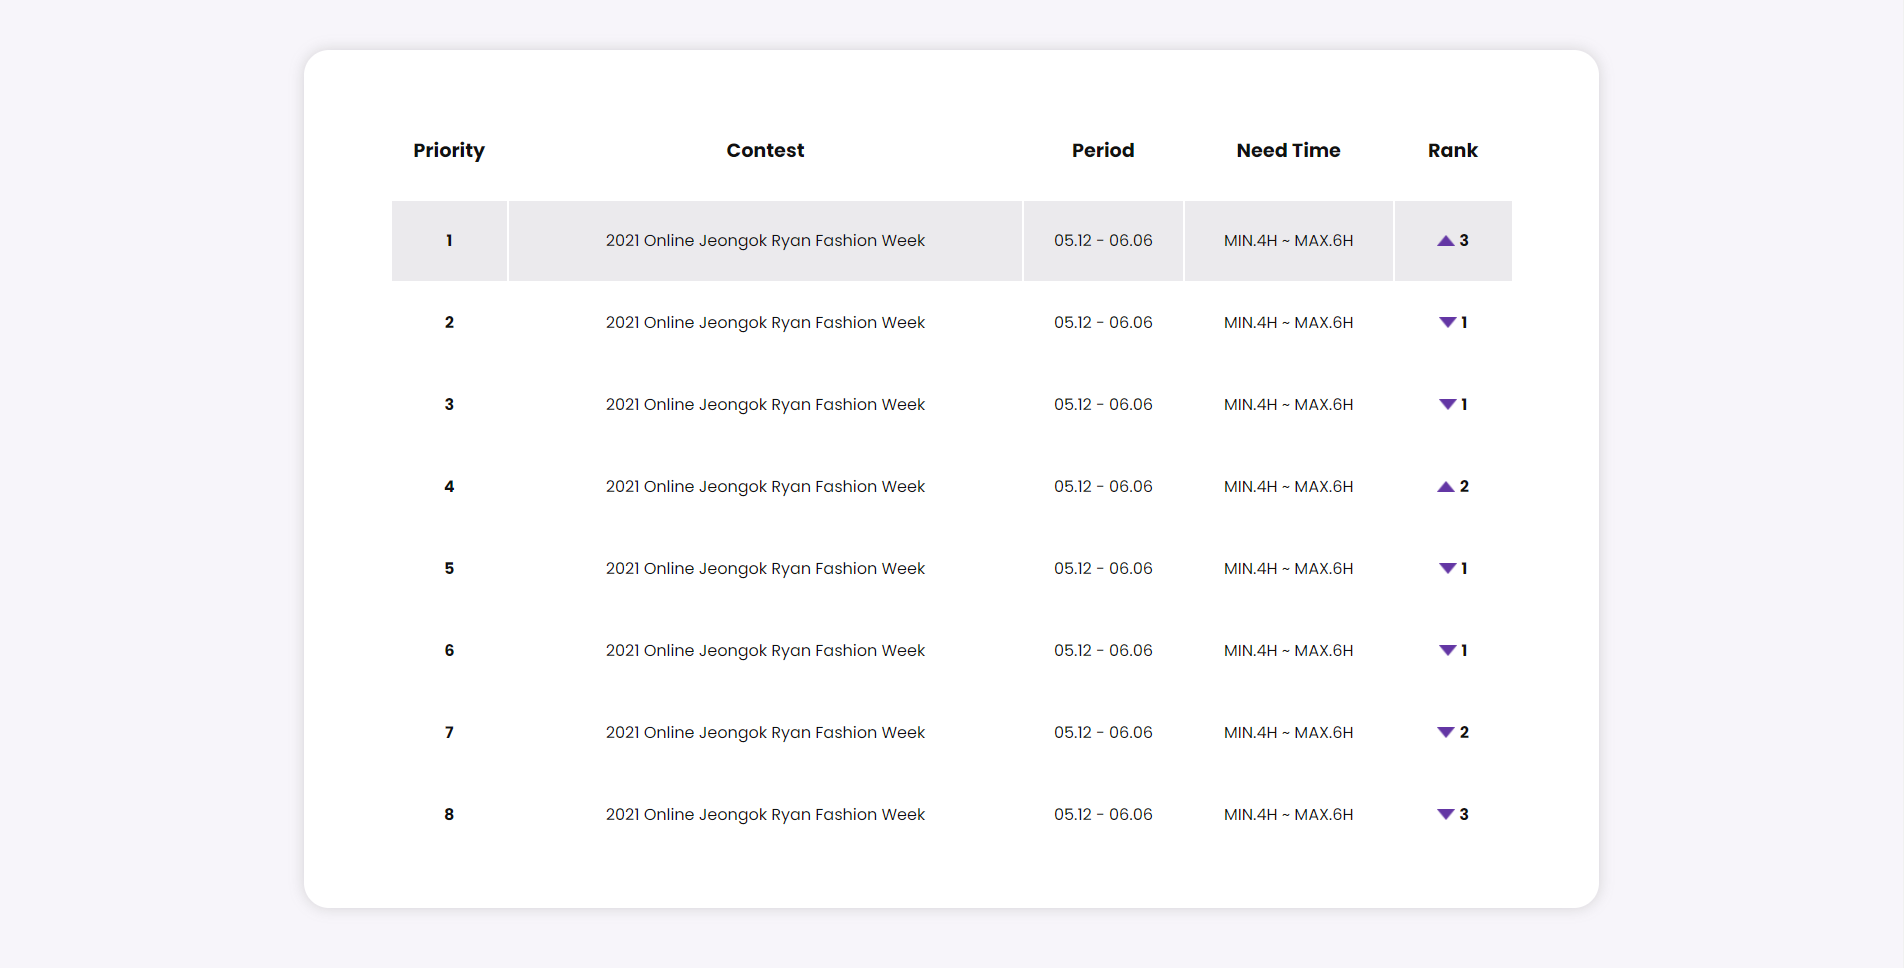 Priority Contest Period Need Time Rank
1 2021 Online Jeongok Ryan Fashion Week 05.12 - 06.06 MIN.4H ~ MAX.6H ▲ 3
2 2021 Online Jeongok Ryan Fashion Week 05.12 - 06.06 MIN.4H ~ MAX.6H ▼ 1
3 2021 Online Jeongok Ryan Fashion Week 05.12 - 06.06 MIN.4H ~ MAX.6H ▼ 1
4 2021 Online Jeongok Ryan Fashion Week 05.12 - 06.06 MIN.4H ~ MAX.6H ▲ 2
5 2021 Online Jeongok Ryan Fashion Week 05.12 - 06.06 MIN.4H ~ MAX.6H ▼ 1
6 2021 Online Jeongok Ryan Fashion Week 05.12 - 06.06 MIN.4H ~ MAX.6H ▼ 1
7 2021 Online Jeongok Ryan Fashion Week 05.12 - 06.06 MIN.4H ~ MAX.6H ▼ 2
8 2021 Online Jeongok Ryan Fashion Week 05.12 - 06.06 MIN.4H ~ MAX.6H ▼ 3